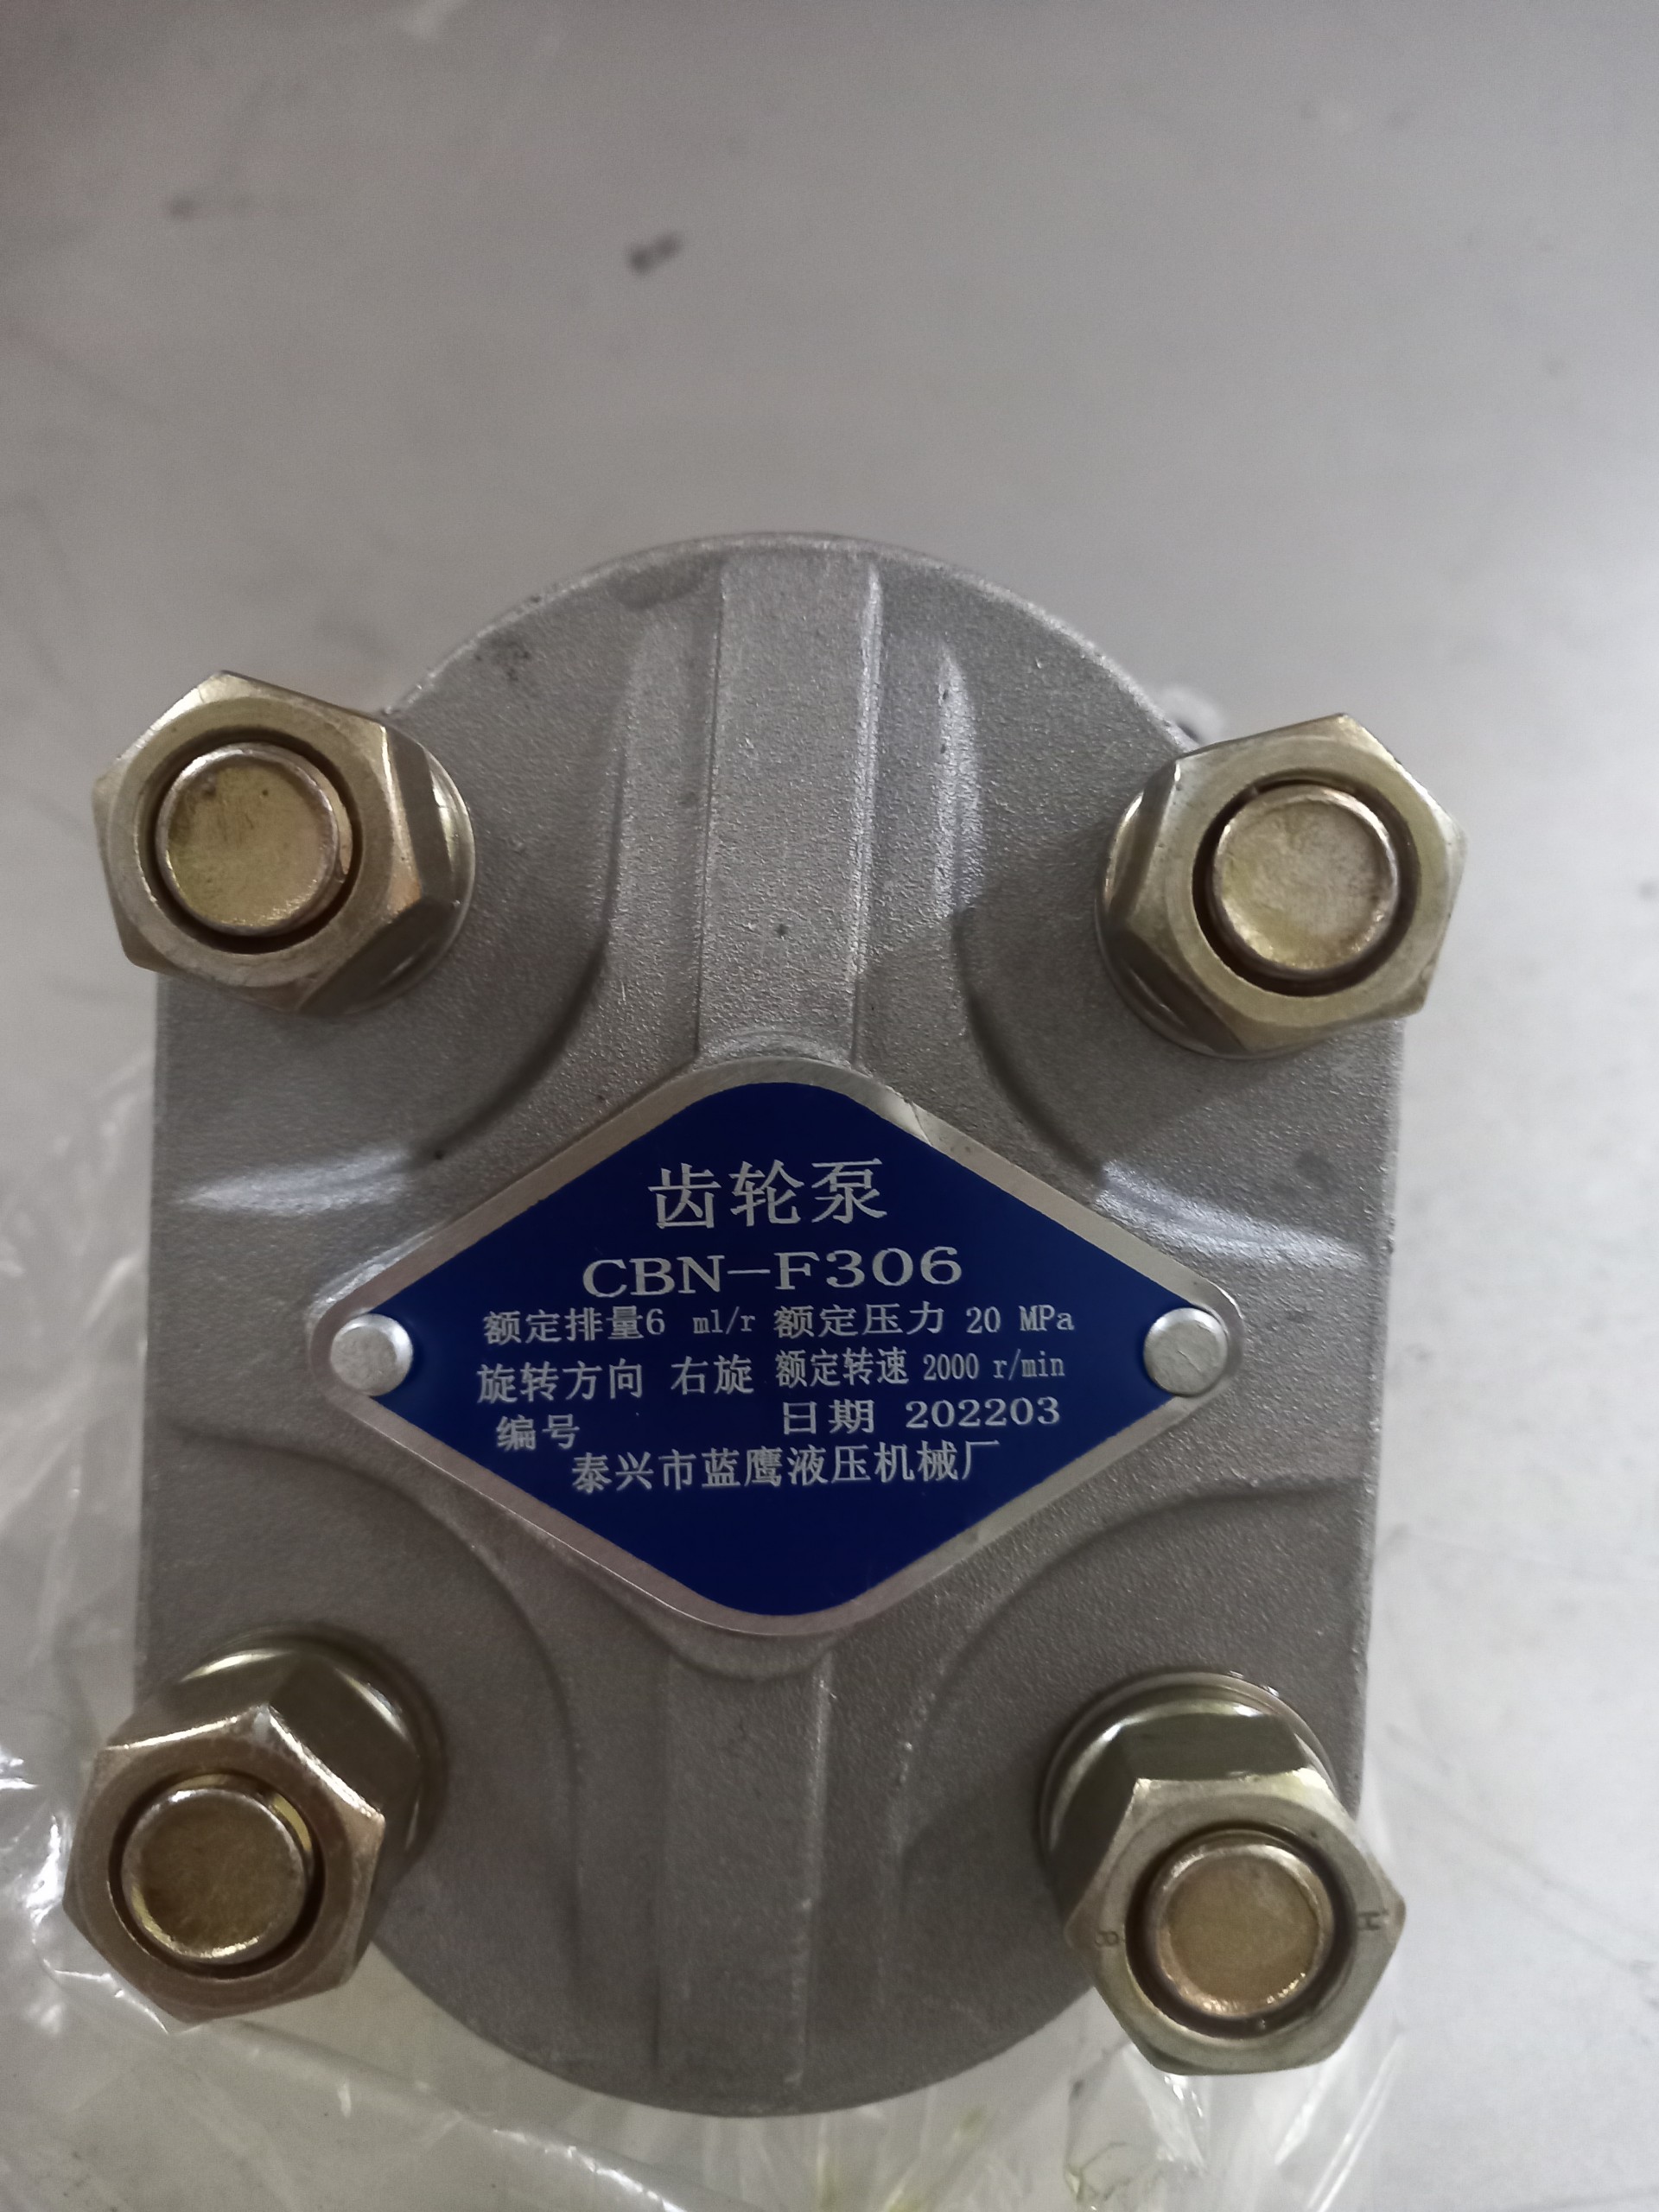 齿轮泵
CBN-F306
额定排量6 ml/r 额定压力 20 MPa
旋转方向 右旋 额定转速 2000 r/min
编号 日期 202203
泰兴市蓝鹰液压机械厂
8 H